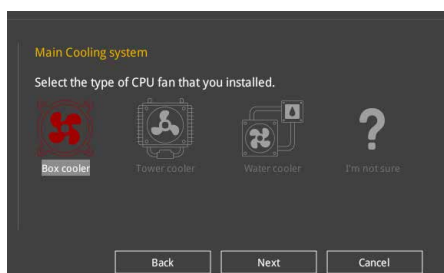 Main Cooling system
Select the type of CPU fan that you installed.
Box cooler Tower cooler Water cooler I'm not sure
Back Next Cancel